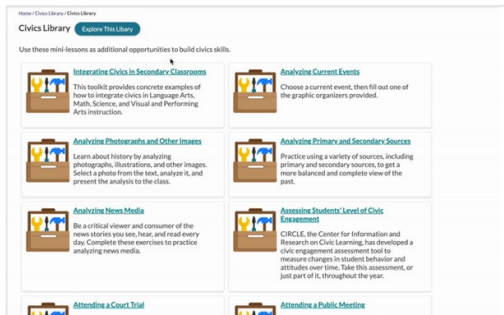 Home / Civics Library / Civics Library
Civics Library
Explore This Libary
Use these mini-lessons as additional opportunities to build civics skills.
Integrating Civics in Secondary Classrooms
This toolkit provides concrete examples of
how to integrate civics in Language Arts,
Math, Science, and Visual and Performing
Arts instruction.
Analyzing Current Events
Choose a current event, then fill out one of
the graphic organizers provided.
Analyzing Photographs and Other Images
Learn about history by analyzing
photographs, illustrations, and other images.
Select a photo from the text, analyze it, and
present the analysis to the class.
Analyzing Primary and Secondary Sources
Practice using a variety of sources, including
primary and secondary sources, to get a
more balanced and complete view of the
past.
Analyzing News Media
Be a critical viewer and consumer of the
news stories you see, hear, and read every
day. Complete these exercises to practice
analyzing news media.
Assessing Students' Level of Civic
Engagement
CIRCLE, the Center for Information and
Research on Civic Learning, has developed a
civic engagement assessment tool to
measure changes in student behavior and
attitudes over time. Take this assessment, or
just part of it, throughout the year.
Attending a Court Trial
Attending a Public Meeting